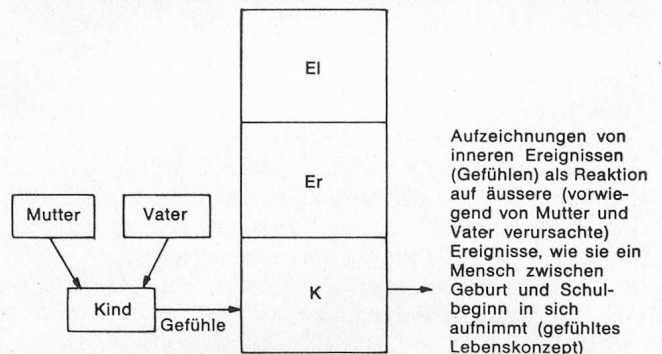 El
Er
K
Mutter
Vater
Kind
Gefühle
Aufzeichnungen von
inneren Ereignissen
(Gefühlen) als Reaktion
auf äussere (vorwie-
gend von Mutter und
Vater verursachte)
Ereignisse, wie sie ein
Mensch zwischen
Geburt und Schul-
beginn in sich
aufnimmt (gefühltes
Lebenskonzept)